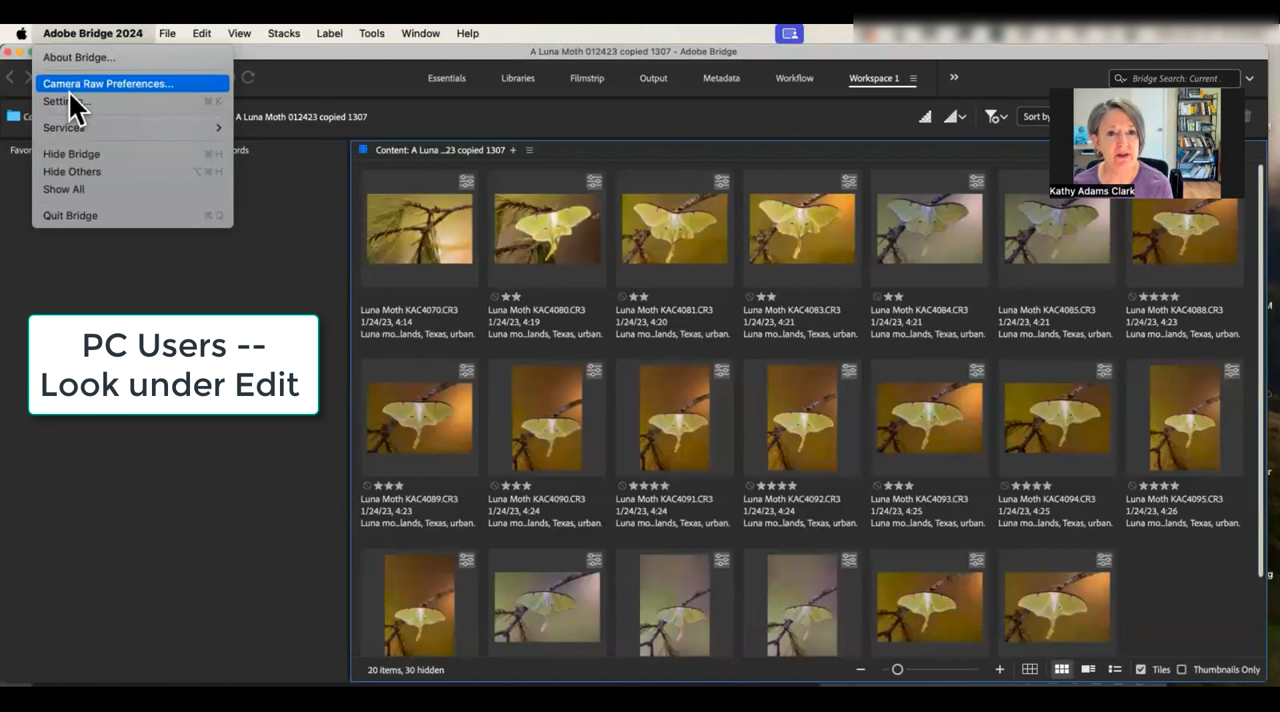 Adobe Bridge 2024 File Edit View Stacks Label Tools Window Help
A Luna Moth 012423 copied 1307 - Adobe Bridge
About Bridge...
Camera Raw Preferences...
⌘ K
Services
Hide Bridge ⌘ H
Hide Others ⌥ ⌘ H
Show All
Quit Bridge ⌘ Q
Essentials Libraries Filmstrip Output Metadata Workflow Workspace 1 Bridge Search: Current
A Luna Moth 012423 copied 1307
Sort by
Content: A Luna ...23 copied 1307
Kathy Adams Clark
PC Users --
Look under Edit
Luna Moth KAC4070.CR3 Luna Moth KAC4080.CR3 Luna Moth KAC4081.CR3 Luna Moth KAC4083.CR3 Luna Moth KAC4084.CR3 Luna Moth KAC4085.CR3 Luna Moth KAC4088.CR3
1/24/23, 4:14 1/24/23, 4:19 1/24/23, 4:20 1/24/23, 4:21 1/24/23, 4:21 1/24/23, 4:21 1/24/23, 4:23
Luna mo...lands, Texas, urban. Luna mo...lands, Texas, urban. Luna mo...lands, Texas, urban. Luna mo...lands, Texas, urban. Luna mo...lands, Texas, urban. Luna mo...lands, Texas, urban. Luna mo...lands, Texas, urban.
Luna Moth KAC4089.CR3 Luna Moth KAC4090.CR3 Luna Moth KAC4091.CR3 Luna Moth KAC4092.CR3 Luna Moth KAC4093.CR3 Luna Moth KAC4094.CR3 Luna Moth KAC4095.CR3
1/24/23, 4:23 1/24/23, 4:24 1/24/23, 4:24 1/24/23, 4:24 1/24/23, 4:25 1/24/23, 4:25 1/24/23, 4:26
Luna mo...lands, Texas, urban. Luna mo...lands, Texas, urban. Luna mo...lands, Texas, urban. Luna mo...lands, Texas, urban. Luna mo...lands, Texas, urban. Luna mo...lands, Texas, urban. Luna mo...lands, Texas, urban.
20 items, 30 hidden
Tiles Thumbnails Only